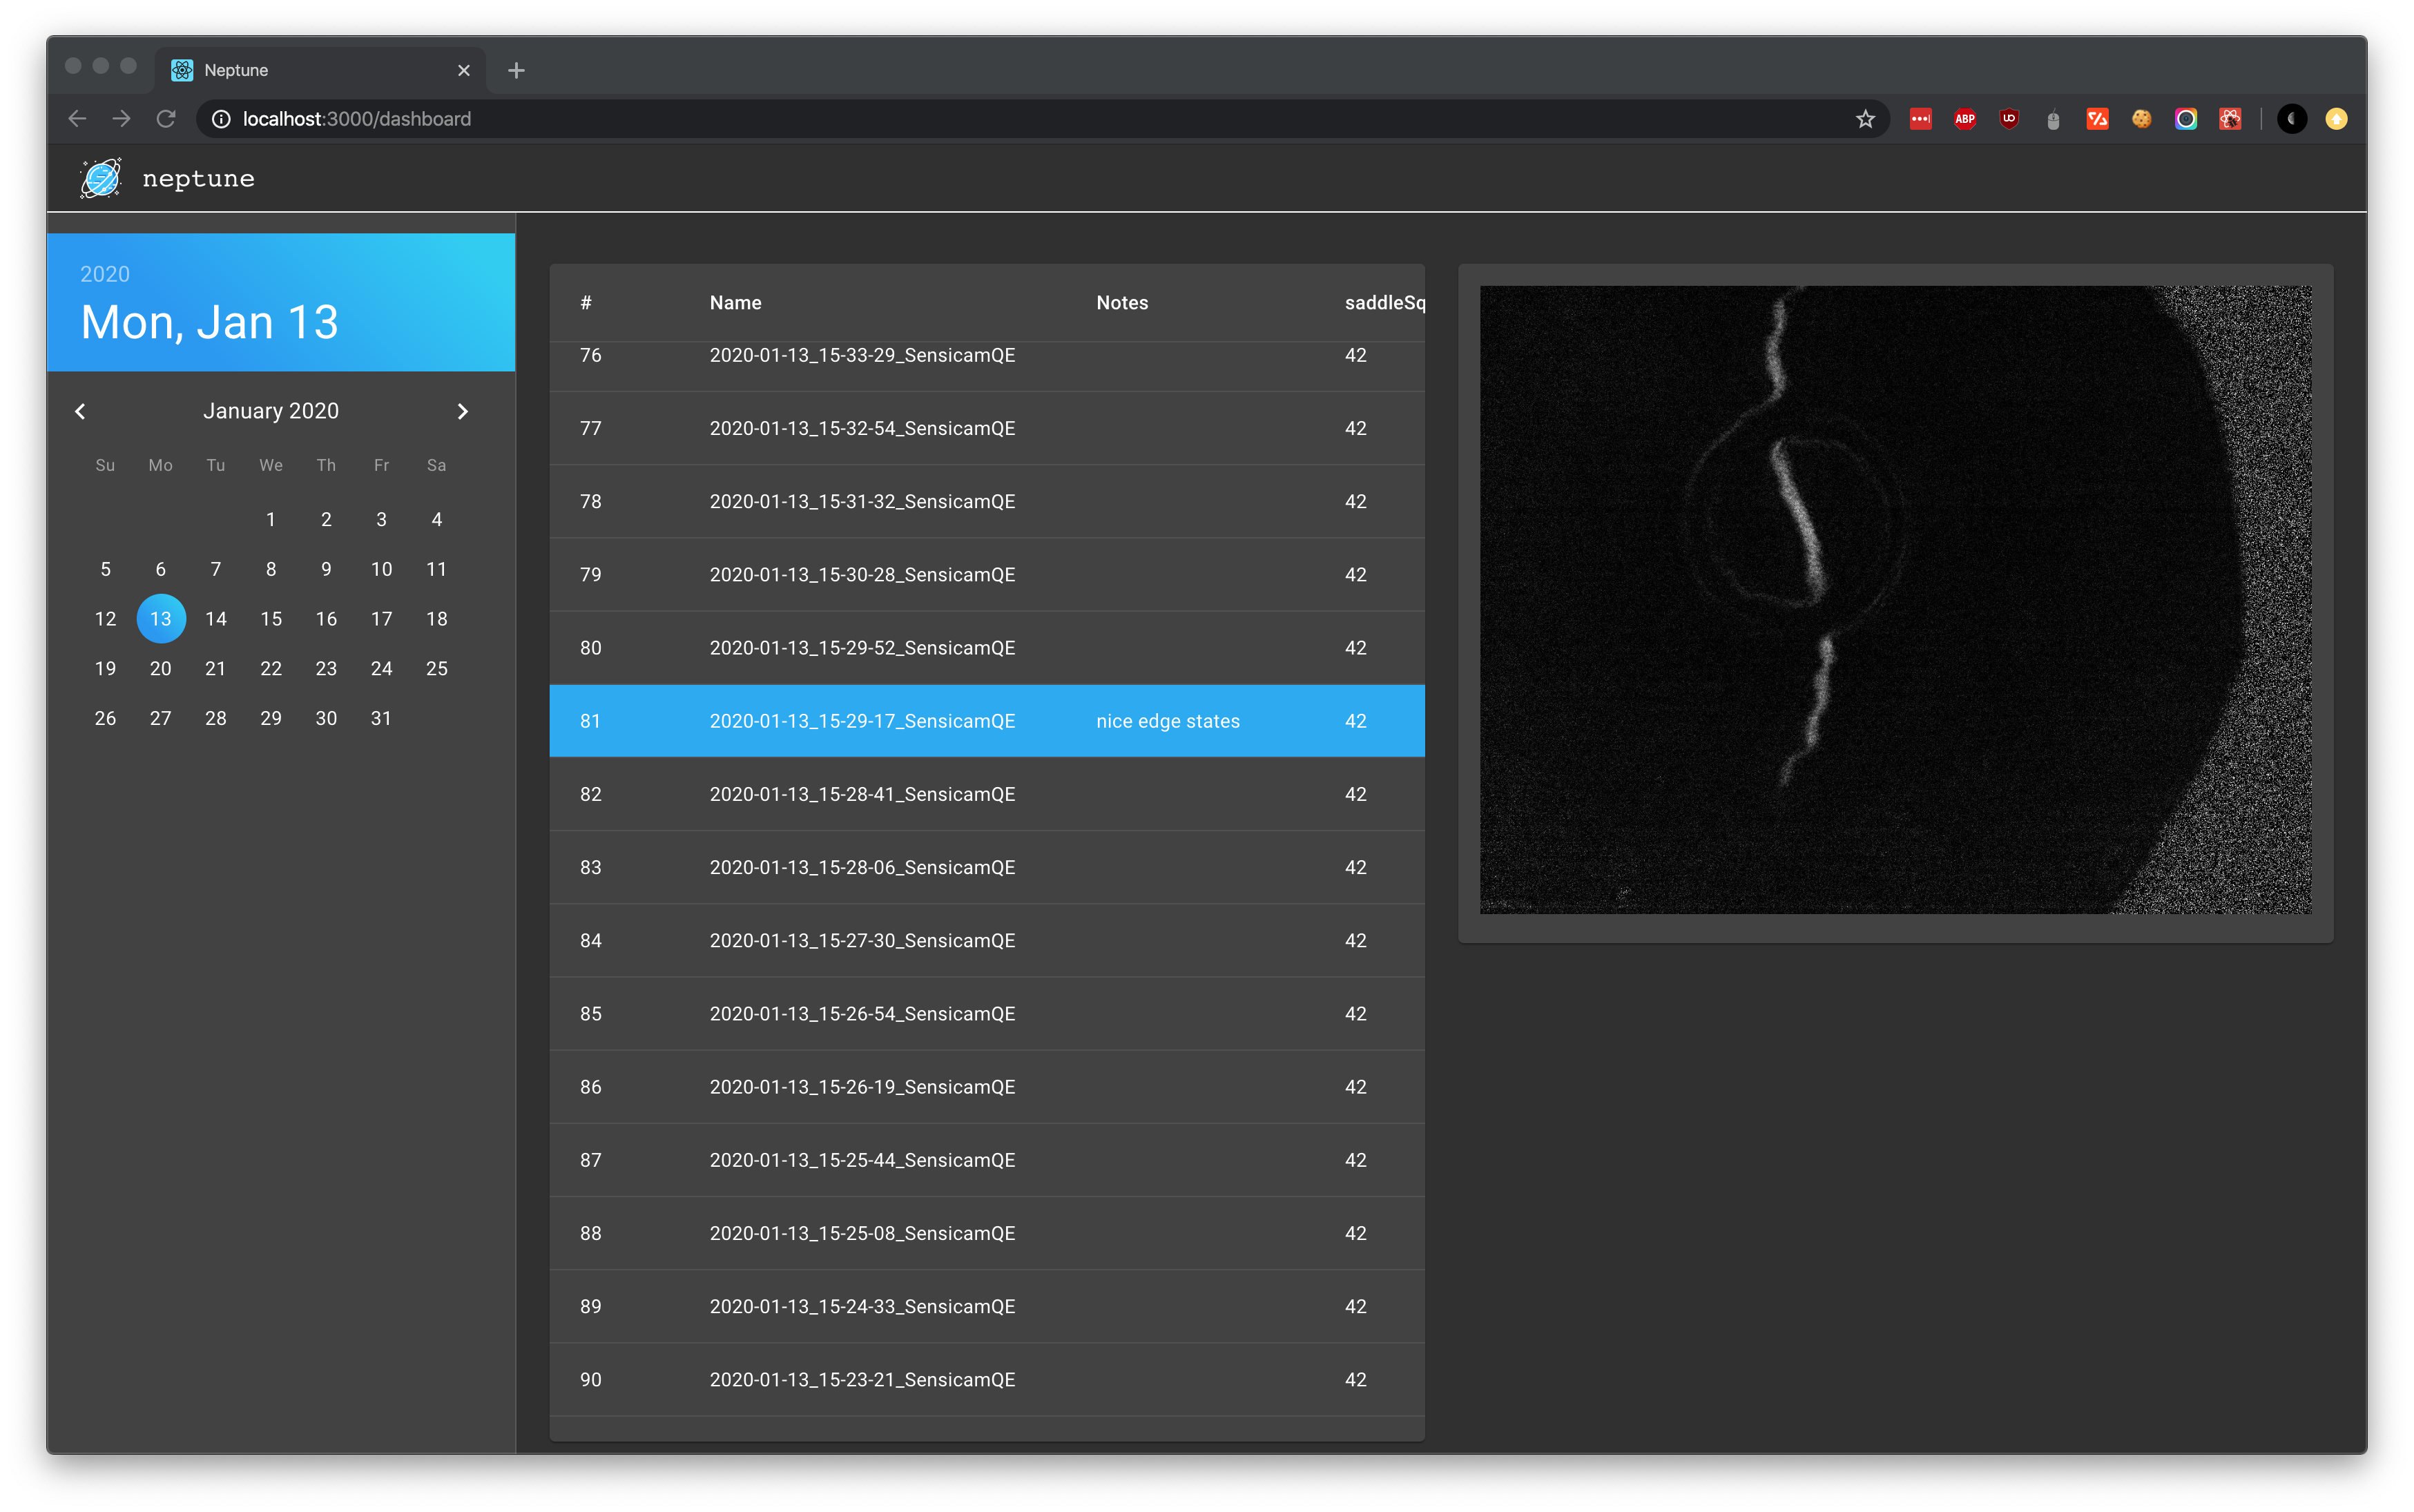 Neptune
localhost:3000/dashboard
ABP
neptune
2020
Mon, Jan 13
January 2020
Su Mo Tu We Th Fr Sa
1 2 3 4
5 6 7 8 9 10 11
12 13 14 15 16 17 18
19 20 21 22 23 24 25
26 27 28 29 30 31
# Name Notes saddleSq
76 2020-01-13_15-33-29_SensicamQE 42
77 2020-01-13_15-32-54_SensicamQE 42
78 2020-01-13_15-31-32_SensicamQE 42
79 2020-01-13_15-30-28_SensicamQE 42
80 2020-01-13_15-29-52_SensicamQE 42
81 2020-01-13_15-29-17_SensicamQE nice edge states 42
82 2020-01-13_15-28-41_SensicamQE 42
83 2020-01-13_15-28-06_SensicamQE 42
84 2020-01-13_15-27-30_SensicamQE 42
85 2020-01-13_15-26-54_SensicamQE 42
86 2020-01-13_15-26-19_SensicamQE 42
87 2020-01-13_15-25-44_SensicamQE 42
88 2020-01-13_15-25-08_SensicamQE 42
89 2020-01-13_15-24-33_SensicamQE 42
90 2020-01-13_15-23-21_SensicamQE 42